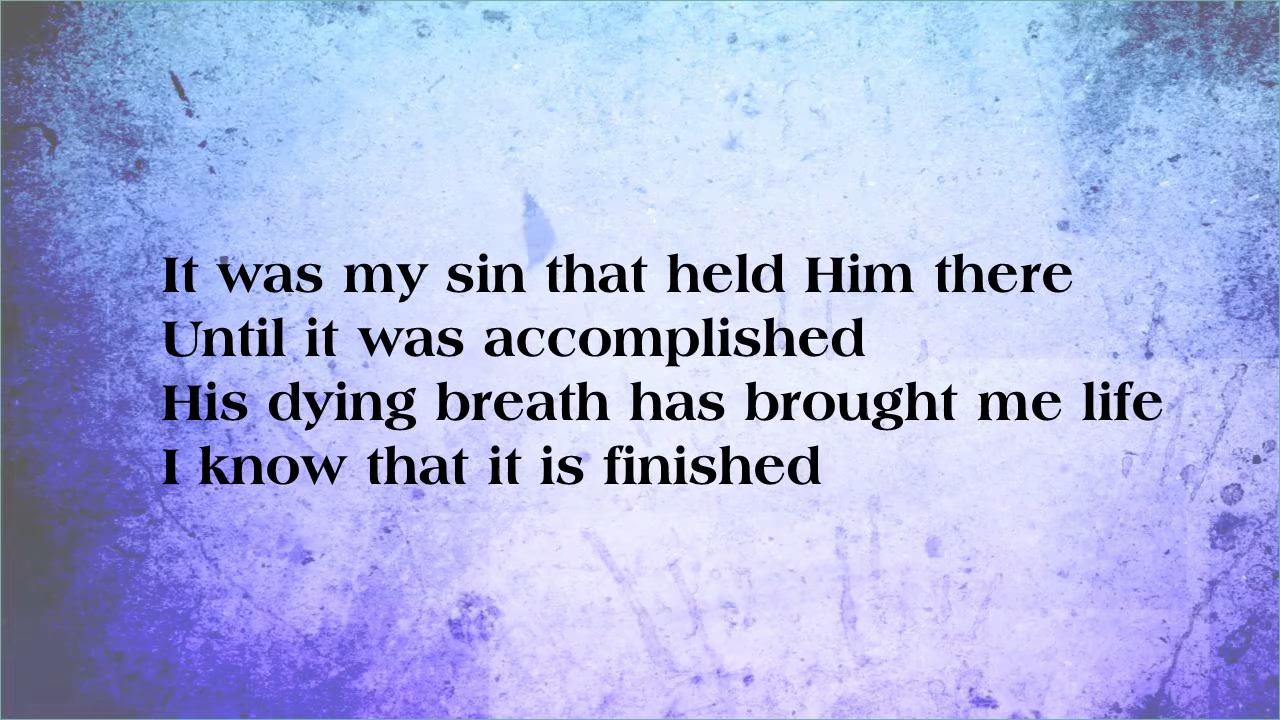 It was my sin that held Him there
Until it was accomplished
His dying breath has brought me life
I know that it is finished